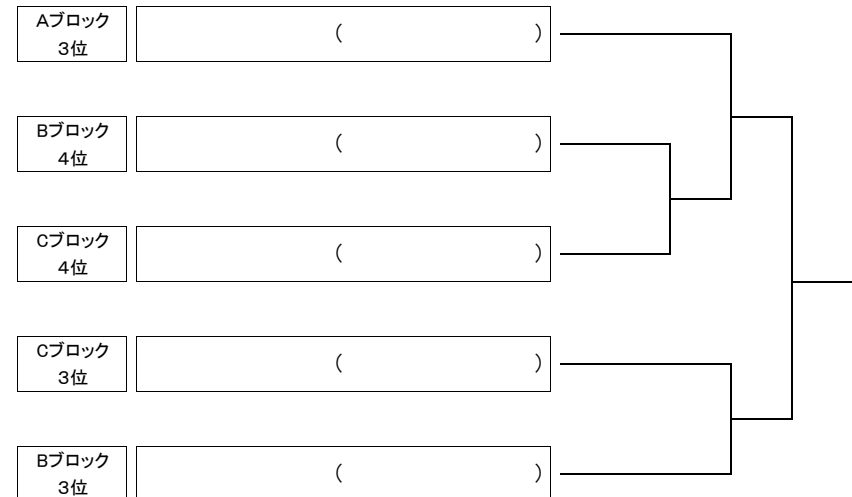 Aブロック
3位
(　　　　　　　　)
Bブロック
4位
(　　　　　　　　)
Cブロック
4位
(　　　　　　　　)
Cブロック
3位
(　　　　　　　　)
Bブロック
3位
(　　　　　　　　)